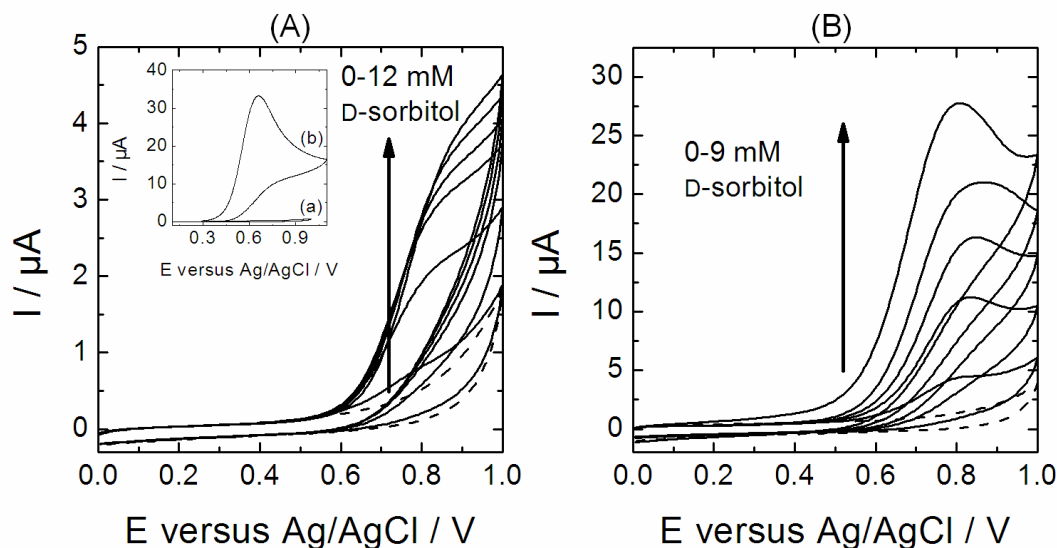 (A)
5
4
3
2
1
0
I / µA
0.0
0.2
0.4
0.6
0.8
1.0
E versus Ag/AgCl / V
0-12 mM
D-sorbitol
40
30
20
10
0
I / µA
(b)
(a)
0.3
0.6
0.9
E versus Ag/AgCl / V
(B)
30
25
20
15
10
5
0
I / µA
0-9 mM
D-sorbitol
0.0
0.2
0.4
0.6
0.8
1.0
E versus Ag/AgCl / V